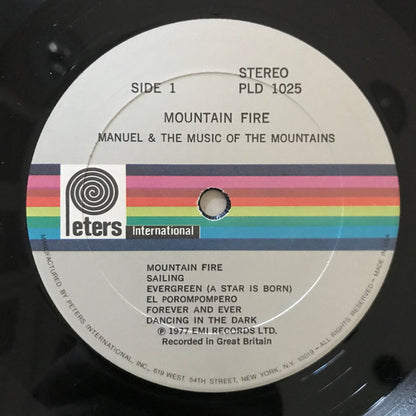 SIDE 1
STEREO
PLD 1025
MOUNTAIN FIRE
MANUEL & THE MUSIC OF THE MOUNTAINS
Peters International
MOUNTAIN FIRE
SAILING
EVERGREEN (A STAR IS BORN)
EL POROMPOMPERO
FOREVER AND EVER
DANCING IN THE DARK
℗ 1977 EMI RECORDS LTD.
Recorded in Great Britain
MANUFACTURED BY PETERS INTERNATIONAL, INC., 619 WEST 54TH STREET, NEW YORK, N.Y. 10019 - ALL RIGHTS RESERVED - MADE IN USA